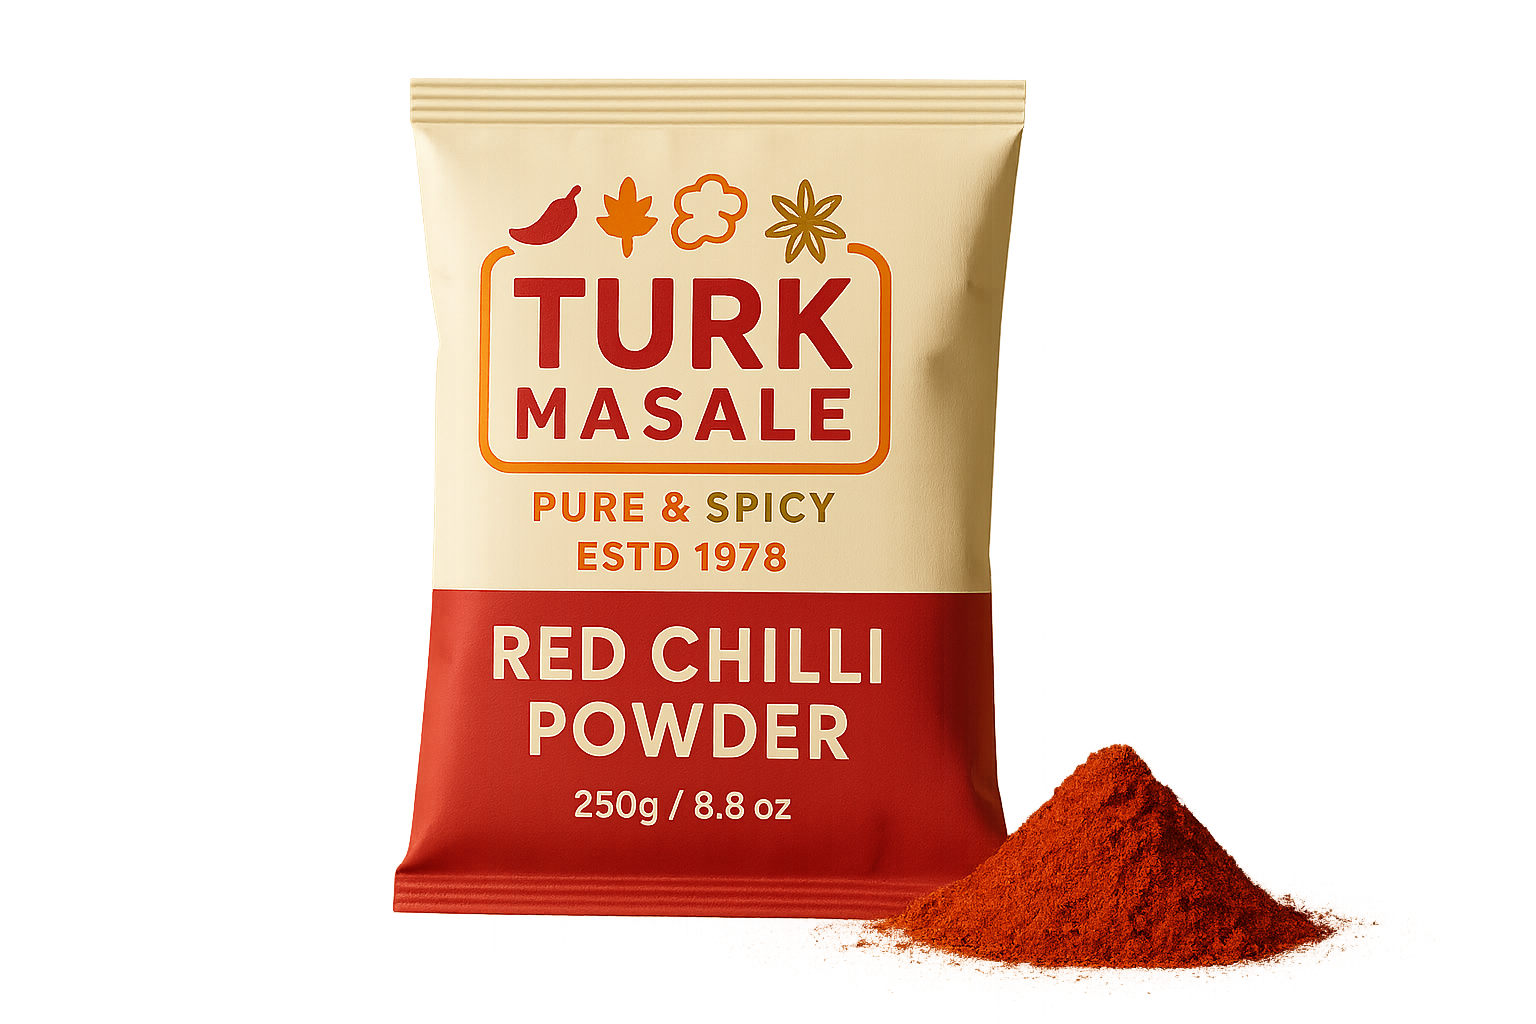 TURK
MASALE
PURE & SPICY
ESTD 1978
RED CHILLI
POWDER
250g / 8.8 oz